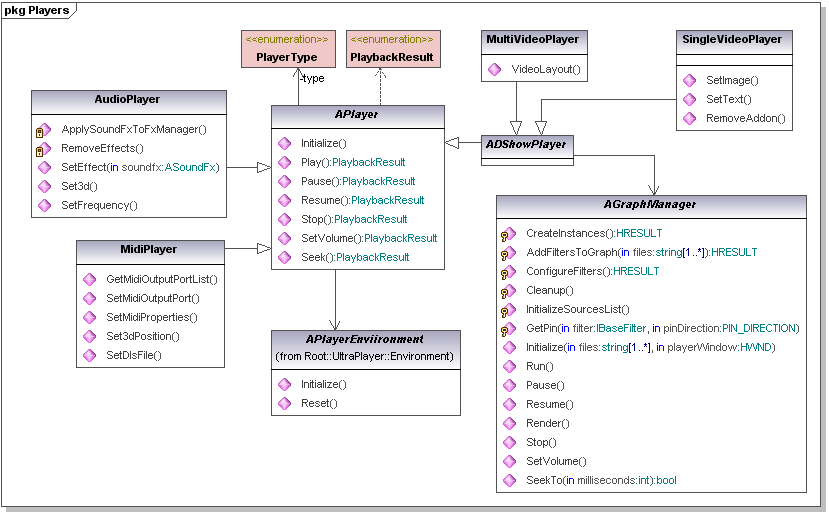 pkg Players
<<enumeration>>
PlayerType
<<enumeration>>
PlaybackResult
-type
MultiVideoPlayer
VideoLayout()
SingleVideoPlayer
SetImage()
SetText()
RemoveAddon()
AudioPlayer
ApplySoundFxToFxManager()
RemoveEffects()
SetEffect(in soundfx:ASoundFx)
Set3d()
SetFrequency()
APlayer
Initialize()
Play():PlaybackResult
Pause():PlaybackResult
Resume():PlaybackResult
Stop():PlaybackResult
SetVolume():PlaybackResult
Seek():PlaybackResult
ADShowPlayer
MidiPlayer
GetMidiOutputPortList()
SetMidiOutputPort()
SetMidiProperties()
Set3dPosition()
SetDlsFile()
APlayerEnviironment
(from Root::UltraPlayer::Environment)
Initialize()
Reset()
AGraphManager
CreateInstances():HRESULT
AddFiltersToGraph(in files:string[1..*]):HRESULT
ConfigureFilters():HRESULT
Cleanup()
InitializeSourcesList()
GetPin(in filter:IBaseFilter, in pinDirection:PIN_DIRECTION)
Initialize(in files:string[1..*], in playerWindow:HWND)
Run()
Pause()
Resume()
Render()
Stop()
SetVolume()
SeekTo(in milliseconds:int):bool